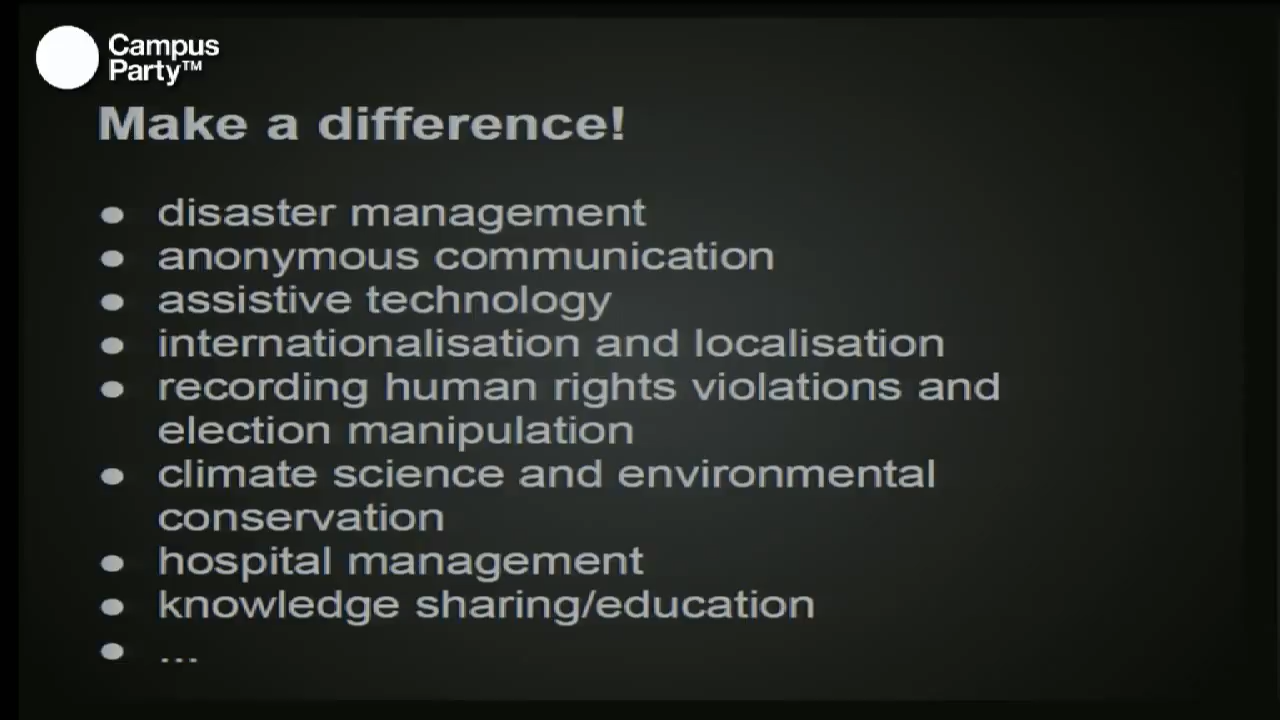 Campus
Party™
Make a difference!
● disaster management
● anonymous communication
● assistive technology
● internationalisation and localisation
● recording human rights violations and
election manipulation
● climate science and environmental
conservation
● hospital management
● knowledge sharing/education
● ...